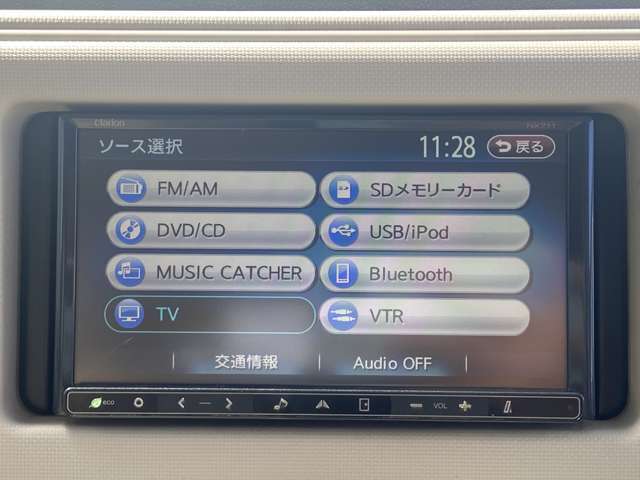 Clarion
ソース選択 11:28 戻る
FM/AM SDメモリーカード
DVD/CD USB/iPod
MUSIC CATCHER Bluetooth
TV VTR
交通情報 Audio OFF
eco VOL